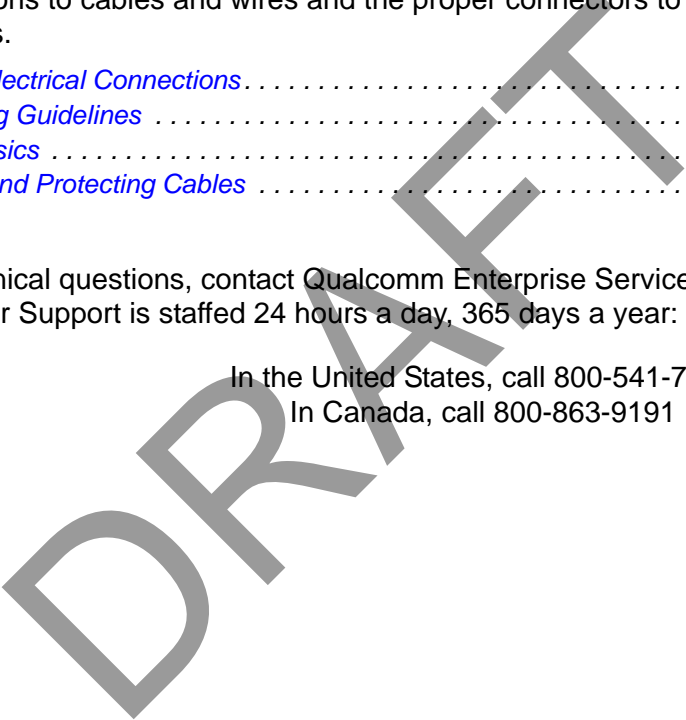 ons to cables and wires and the proper connectors to
s.
lectrical Connections . . . . . . . . . . . . . . . . . . . . . . . . . . . . . .
g Guidelines . . . . . . . . . . . . . . . . . . . . . . . . . . . . . . . . . . . .
sics . . . . . . . . . . . . . . . . . . . . . . . . . . . . . . . . . . . . . . . . . . .
nd Protecting Cables . . . . . . . . . . . . . . . . . . . . . . . . . . . . .
nical questions, contact Qualcomm Enterprise Service
r Support is staffed 24 hours a day, 365 days a year:
In the United States, call 800-541-7
In Canada, call 800-863-9191
DRAFT